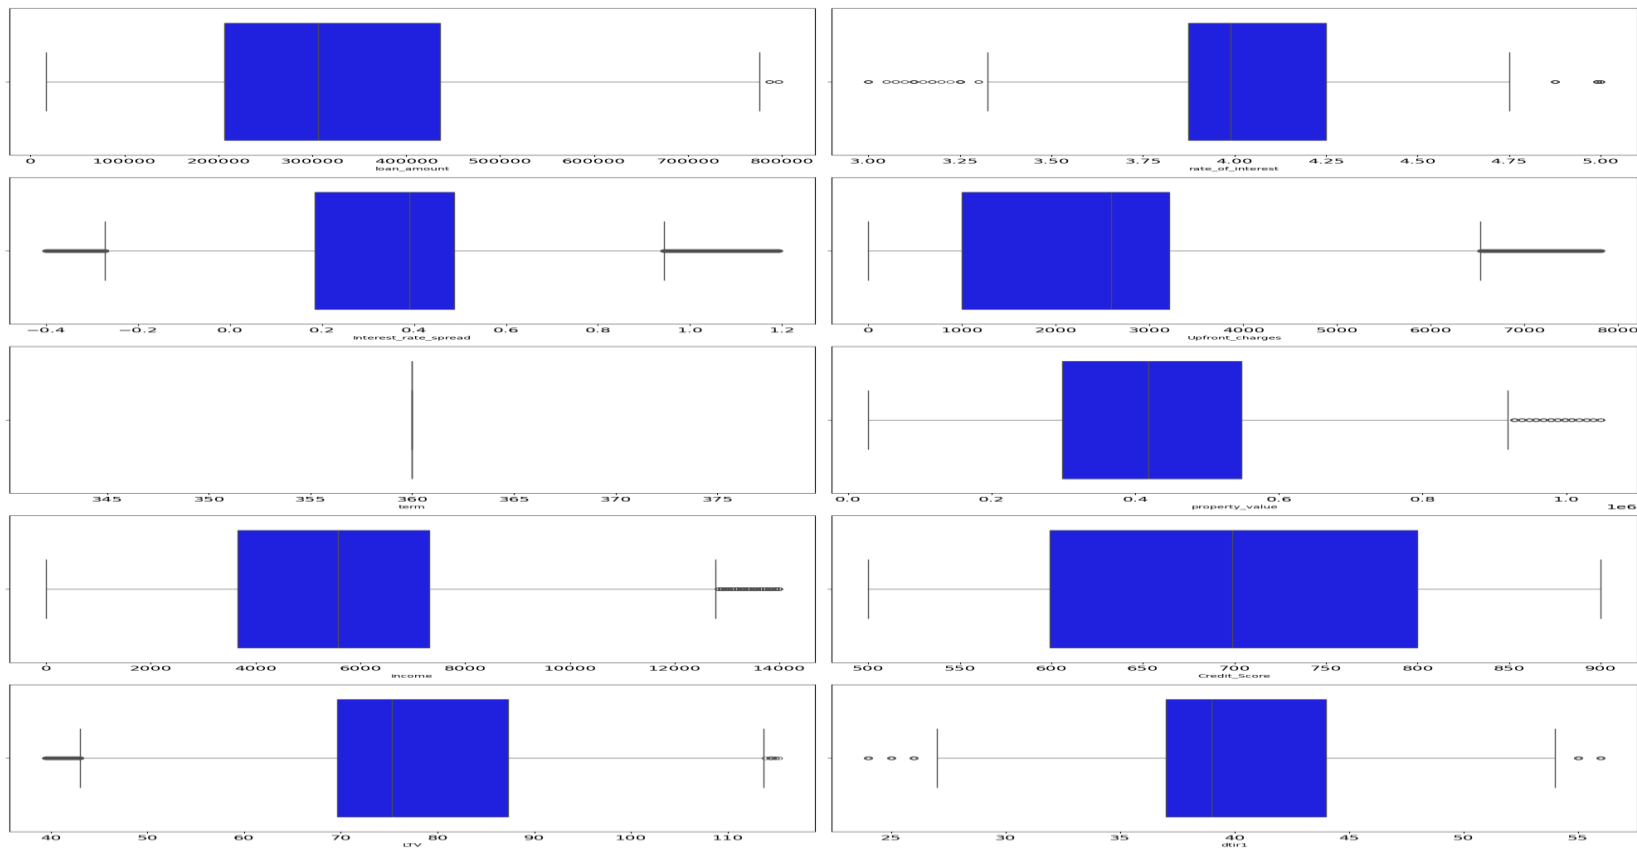 0 100000 200000 300000 400000 500000 600000 700000 800000
loan_amount
3.00 3.25 3.50 3.75 4.00 4.25 4.50 4.75 5.00
rate_of_interest
−0.4 −0.2 0.0 0.2 0.4 0.6 0.8 1.0 1.2
Interest_rate_spread
0 1000 2000 3000 4000 5000 6000 7000 8000
Upfront_charges
345 350 355 360 365 370 375
term
0.0 0.2 0.4 0.6 0.8 1.0
property_value
1e6
0 2000 4000 6000 8000 10000 12000 14000
income
500 550 600 650 700 750 800 850 900
Credit_Score
40 50 60 70 80 90 100 110
LTV
25 30 35 40 45 50 55
dtir1